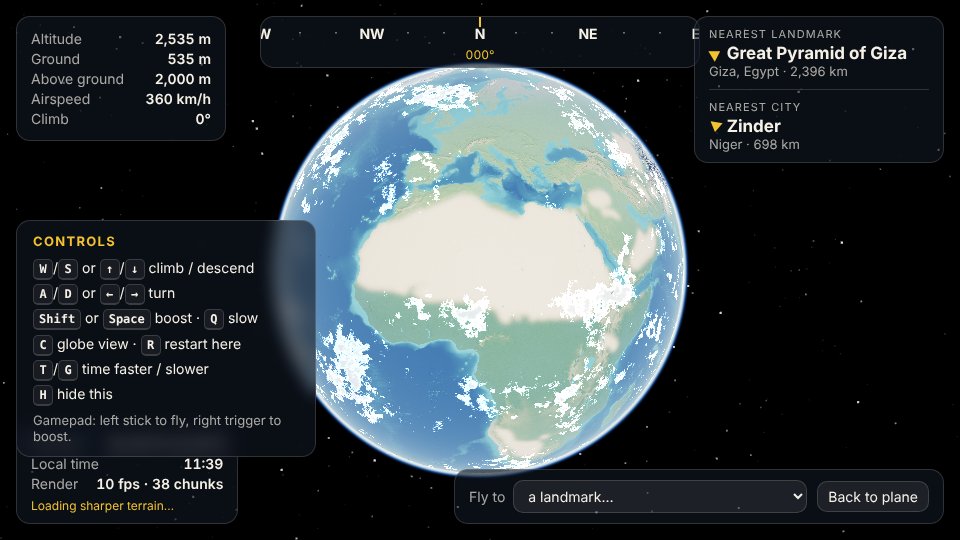 Altitude 2,535 m
Ground 535 m
Above ground 2,000 m
Airspeed 360 km/h
Climb 0°
W · NW · N · NE · E
000°
NEAREST LANDMARK
Great Pyramid of Giza
Giza, Egypt · 2,396 km
NEAREST CITY
Zinder
Niger · 698 km
CONTROLS
W/S or ↑/↓ climb / descend
A/D or ←/→ turn
Shift or Space boost · Q slow
C globe view · R restart here
T/G time faster / slower
H hide this
Gamepad: left stick to fly, right trigger to
boost.
Local time 11:39
Render 10 fps · 38 chunks
Loading sharper terrain...
Fly to a landmark... Back to plane